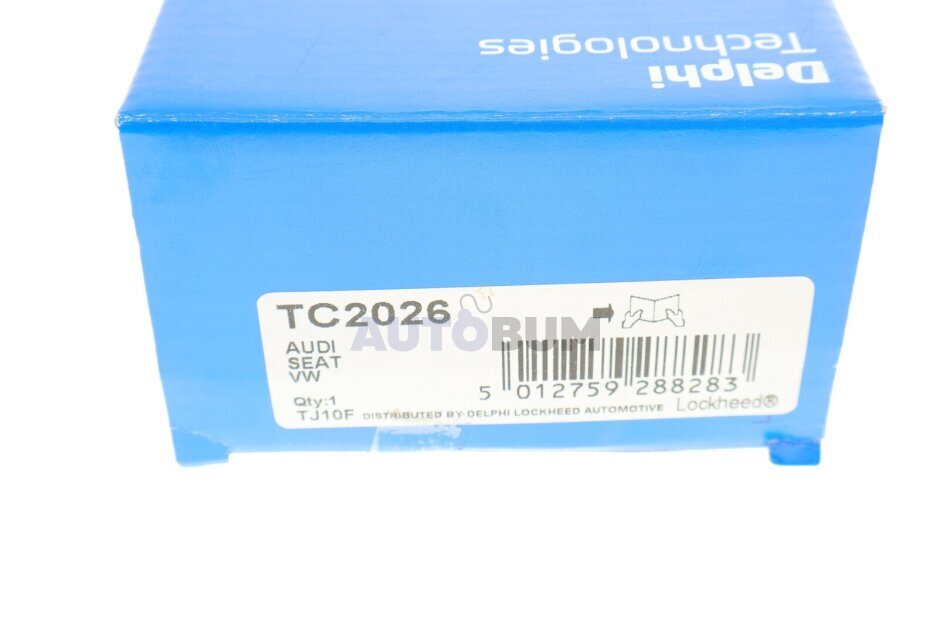 Delphi
Technologies
TC2026
AUTOBUM
AUDI
SEAT
VW
5 012759 288283
Qty:1
TJ10F DISTRIBUTED BY DELPHI LOCKHEED AUTOMOTIVE Lockheed®